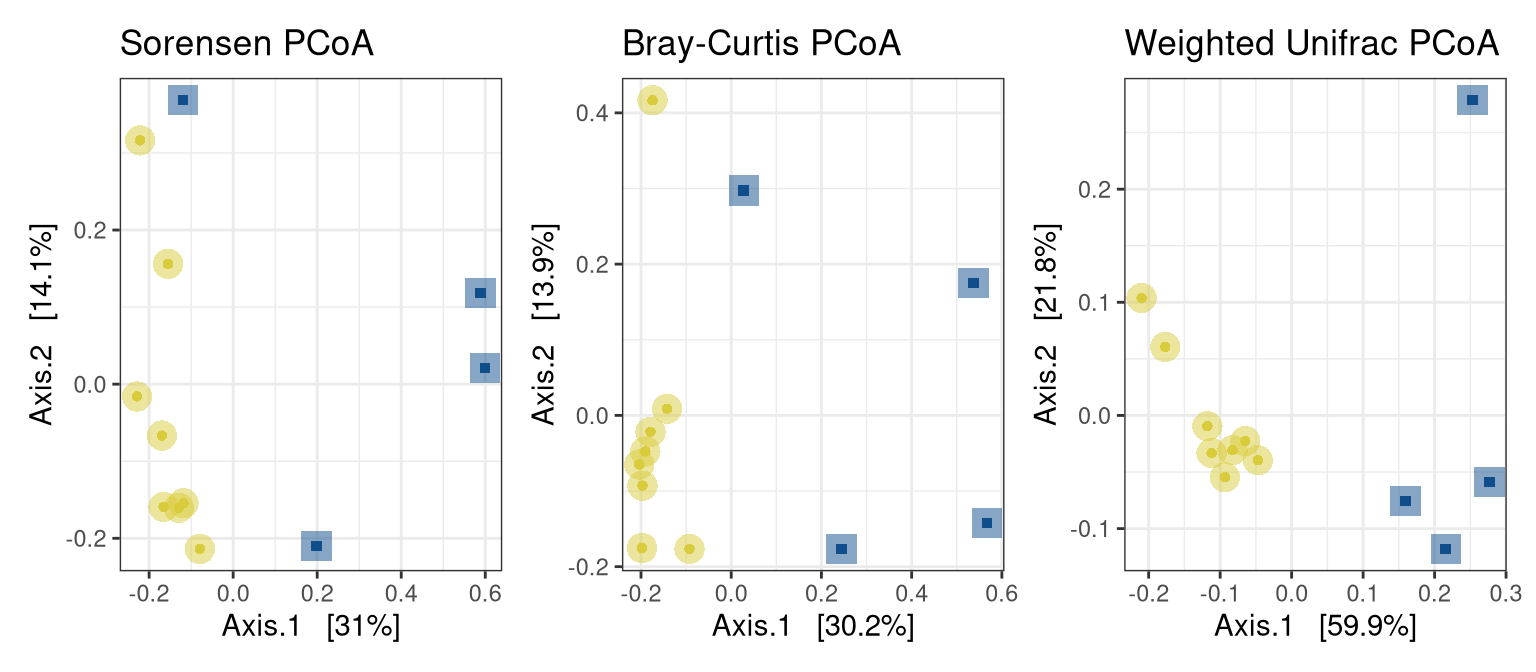 Sorensen PCoA
0.2
0.0
-0.2
-0.2 0.0 0.2 0.4 0.6
Axis.2 [14.1%]
Axis.1 [31%]
Bray-Curtis PCoA
0.4
0.2
0.0
-0.2
-0.2 0.0 0.2 0.4 0.6
Axis.2 [13.9%]
Axis.1 [30.2%]
Weighted Unifrac PCoA
0.2
0.1
0.0
-0.1
-0.2 -0.1 0.0 0.1 0.2 0.3
Axis.2 [21.8%]
Axis.1 [59.9%]